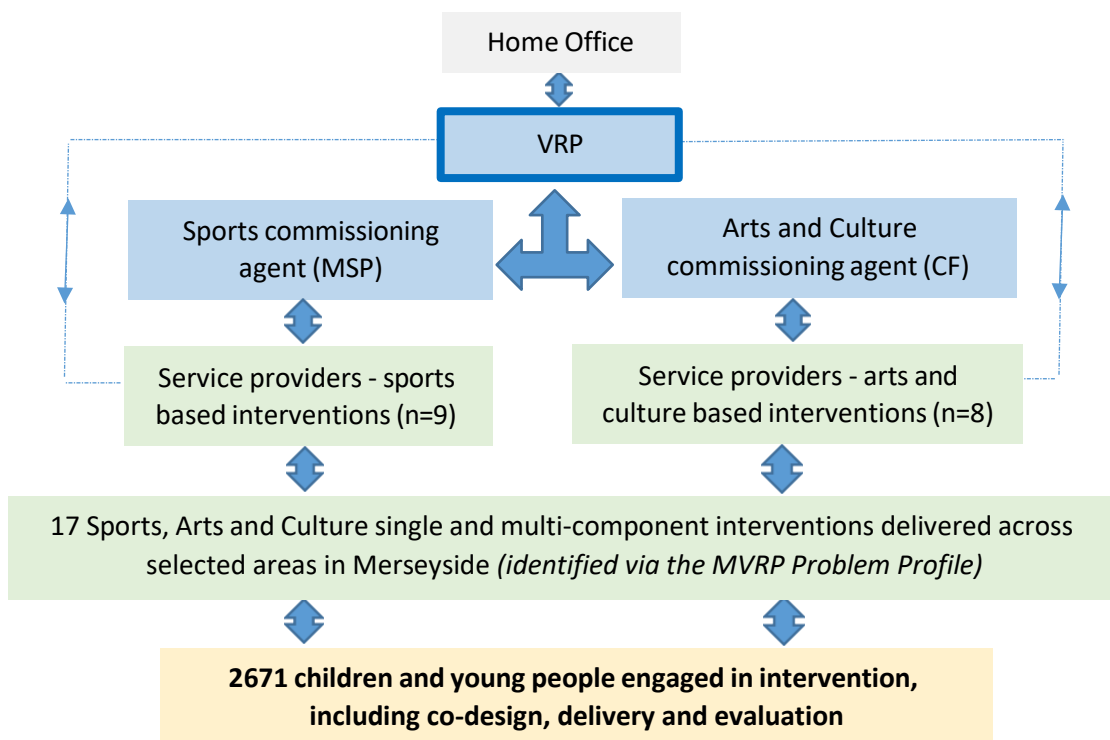 Home Office
VRP
Sports commissioning
agent (MSP)
Arts and Culture
commissioning agent (CF)
Service providers - sports
based interventions (n=9)
Service providers - arts and
culture based interventions (n=8)
17 Sports, Arts and Culture single and multi-component interventions delivered across
selected areas in Merseyside (identified via the MVRP Problem Profile)
2671 children and young people engaged in intervention,
including co-design, delivery and evaluation